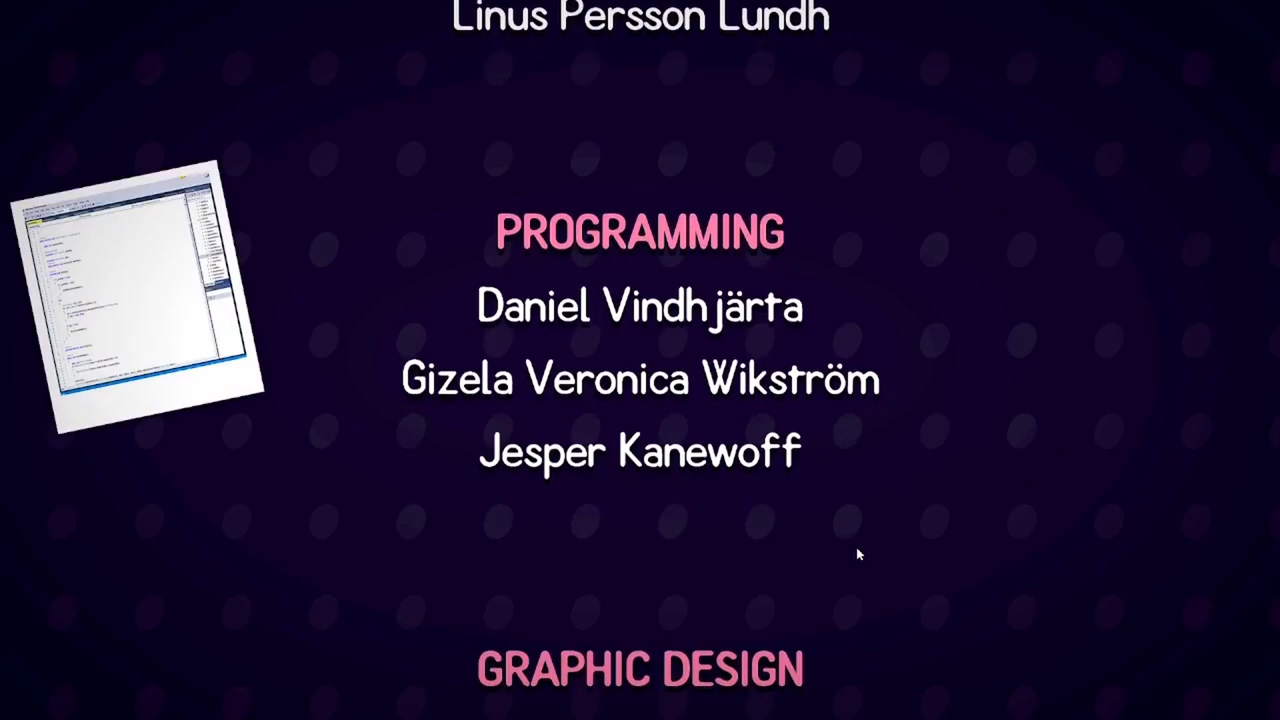 Linus Persson Lundh
PROGRAMMING
Daniel Vindhjärta
Gizela Veronica Wikström
Jesper Kanewoff
GRAPHIC DESIGN